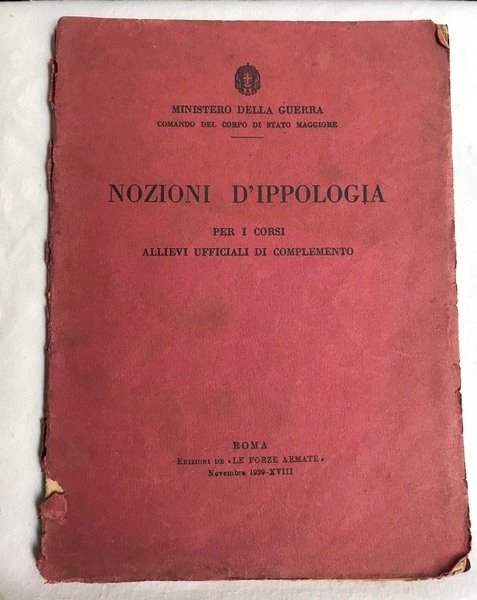 MINISTERO DELLA GUERRA
COMANDO DEL CORPO DI STATO MAGGIORE
NOZIONI D'IPPOLOGIA
PER I CORSI
ALLIEVI UFFICIALI DI COMPLEMENTO
ROMA
EDIZIONI DE «LE FORZE ARMATE»
Novembre 1939-XVIII